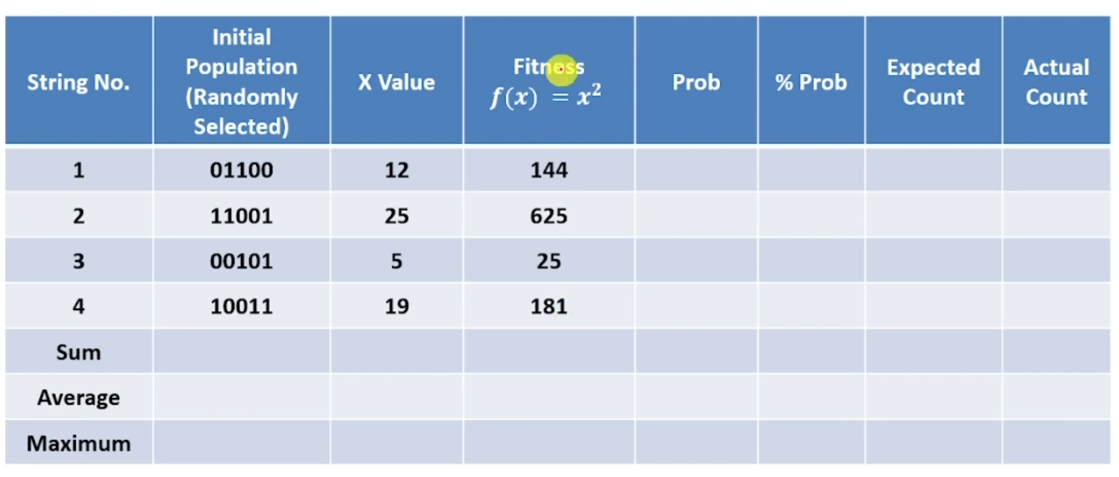 String No. Initial Population (Randomly Selected) X Value Fitness f(x) = x² Prob % Prob Expected Count Actual Count
1 01100 12 144
2 11001 25 625
3 00101 5 25
4 10011 19 181
Sum
Average
Maximum